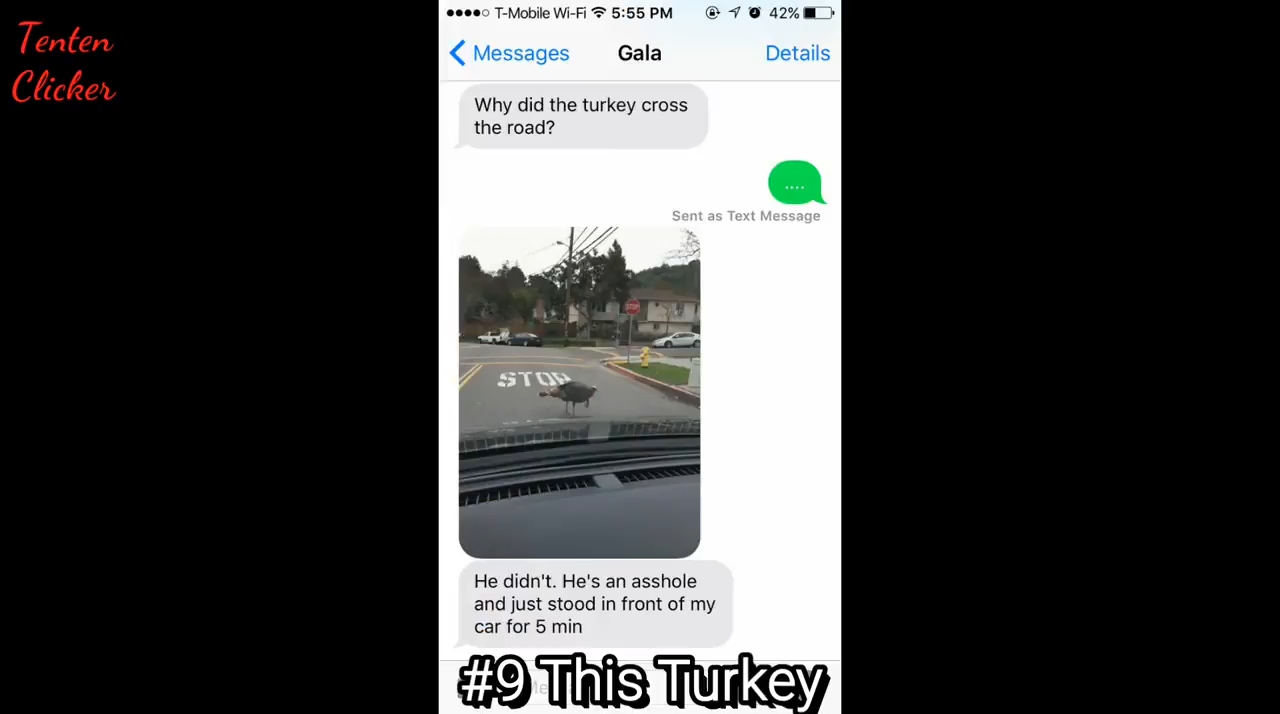 Tenten
Clicker
T-Mobile Wi-Fi 5:55 PM 42%
Messages Gala Details
Why did the turkey cross
the road?
....
Sent as Text Message
STOP
STOP
He didn't. He's an asshole
and just stood in front of my
car for 5 min
#9 This Turkey